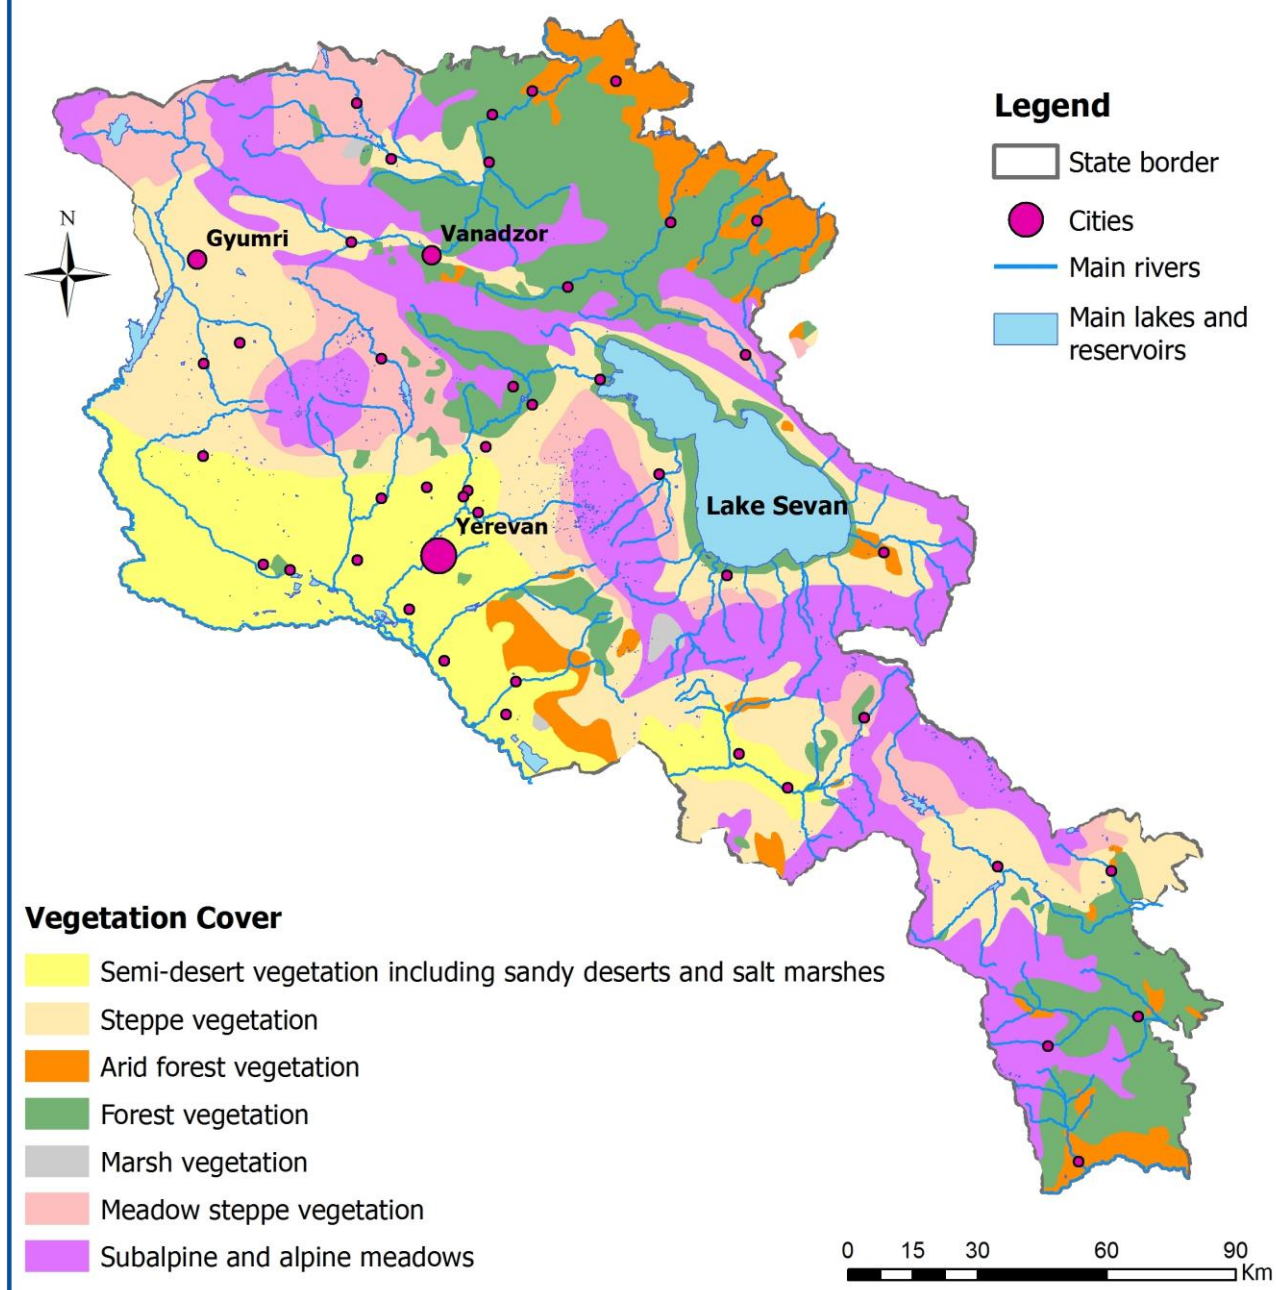 Legend
State border
Cities
Main rivers
Main lakes and
reservoirs
N
Gyumri
Vanadzor
Lake Sevan
Yerevan
Vegetation Cover
Semi-desert vegetation including sandy deserts and salt marshes
Steppe vegetation
Arid forest vegetation
Forest vegetation
Marsh vegetation
Meadow steppe vegetation
Subalpine and alpine meadows
0 15 30 60 90
Km